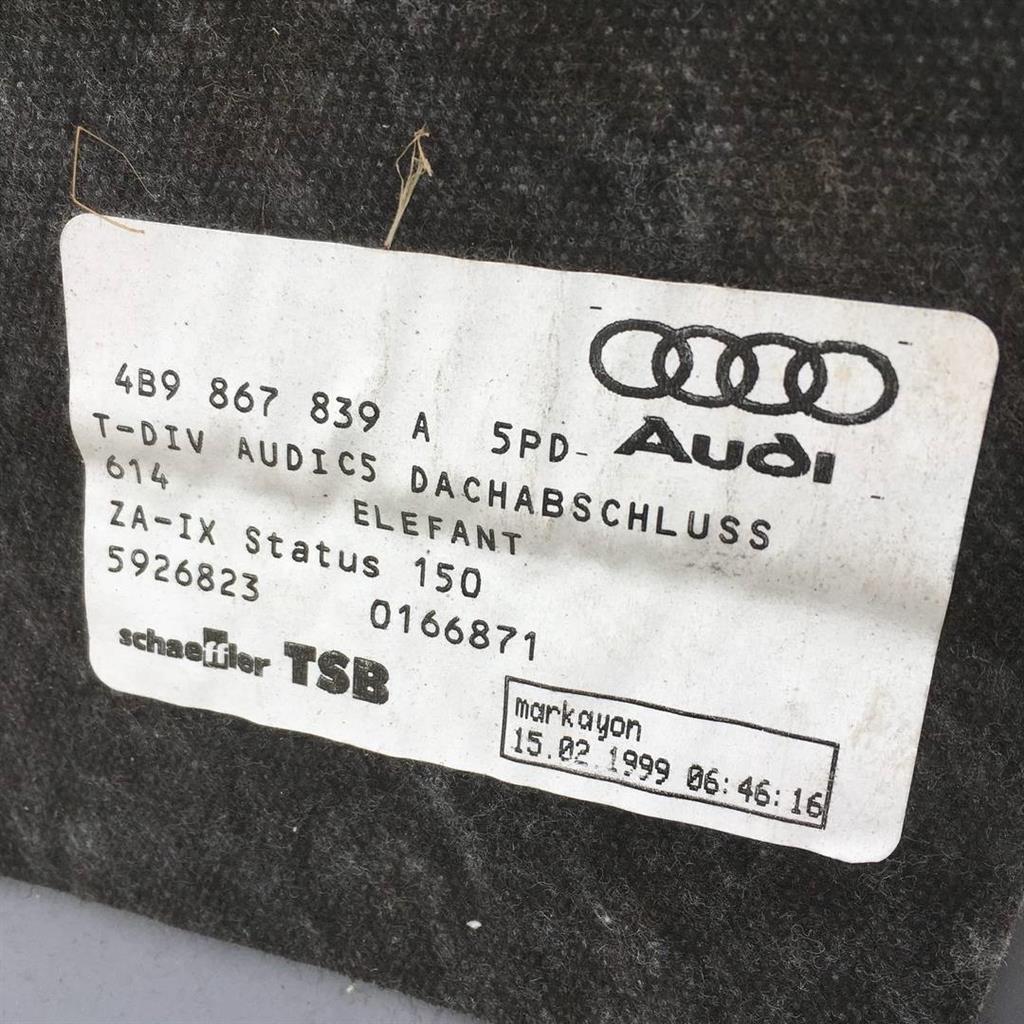 Audi
4B9 867 839 A 5PD-
T-DIV AUDIC5 DACHABSCHLUSS
614 ELEFANT
ZA-IX Status 150
5926823 0166871
schaeffler TSB
markayon
15.02.1999 06:46:16